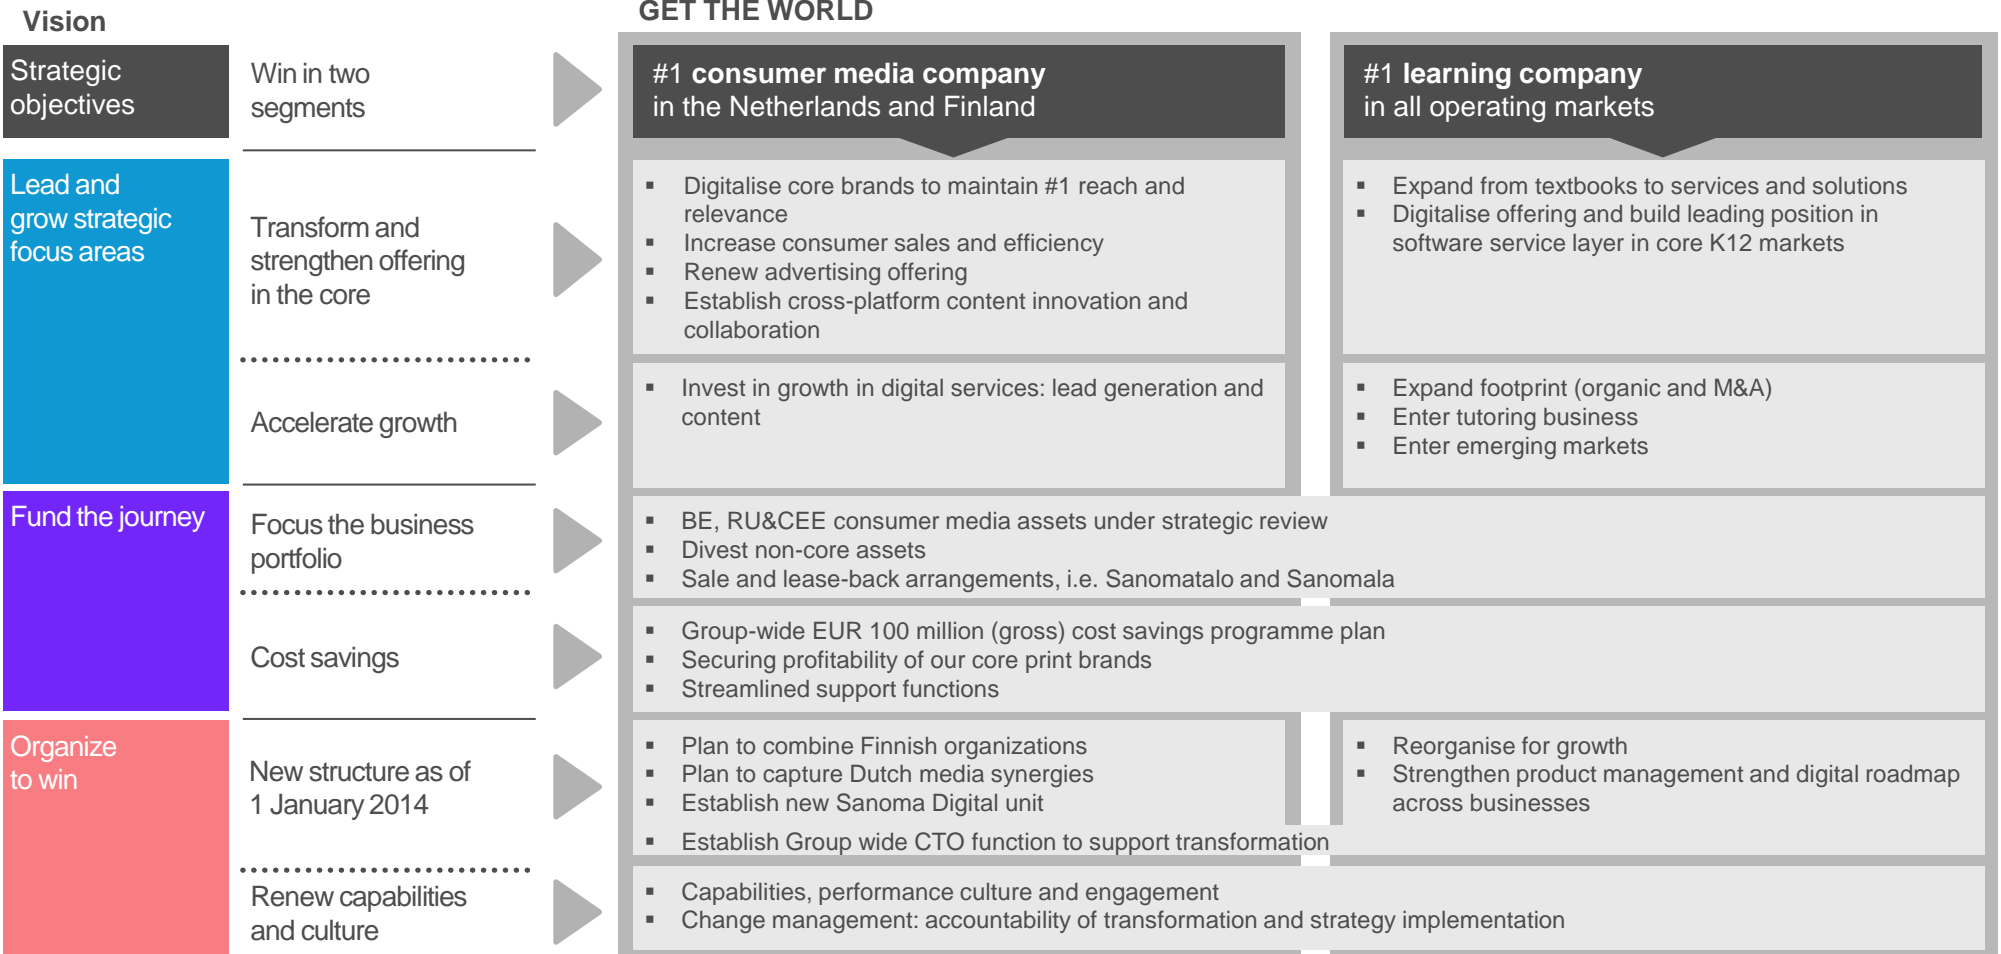 GET THE WORLD
Vision
Strategic
objectives
Win in two
segments
#1 consumer media company
in the Netherlands and Finland
#1 learning company
in all operating markets
Lead and
grow strategic
focus areas
Transform and
strengthen offering
in the core
▪ Digitalise core brands to maintain #1 reach and
relevance
▪ Increase consumer sales and efficiency
▪ Renew advertising offering
▪ Establish cross-platform content innovation and
collaboration
▪ Expand from textbooks to services and solutions
▪ Digitalise offering and build leading position in
software service layer in core K12 markets
Accelerate growth
▪ Invest in growth in digital services: lead generation and
content
▪ Expand footprint (organic and M&A)
▪ Enter tutoring business
▪ Enter emerging markets
Fund the journey
Focus the business
portfolio
▪ BE, RU&CEE consumer media assets under strategic review
▪ Divest non-core assets
▪ Sale and lease-back arrangements, i.e. Sanomatalo and Sanomala
Cost savings
▪ Group-wide EUR 100 million (gross) cost savings programme plan
▪ Securing profitability of our core print brands
▪ Streamlined support functions
Organize
to win
New structure as of
1 January 2014
▪ Plan to combine Finnish organizations
▪ Plan to capture Dutch media synergies
▪ Establish new Sanoma Digital unit
▪ Establish Group wide CTO function to support transformation
▪ Reorganise for growth
▪ Strengthen product management and digital roadmap
across businesses
Renew capabilities
and culture
▪ Capabilities, performance culture and engagement
▪ Change management: accountability of transformation and strategy implementation